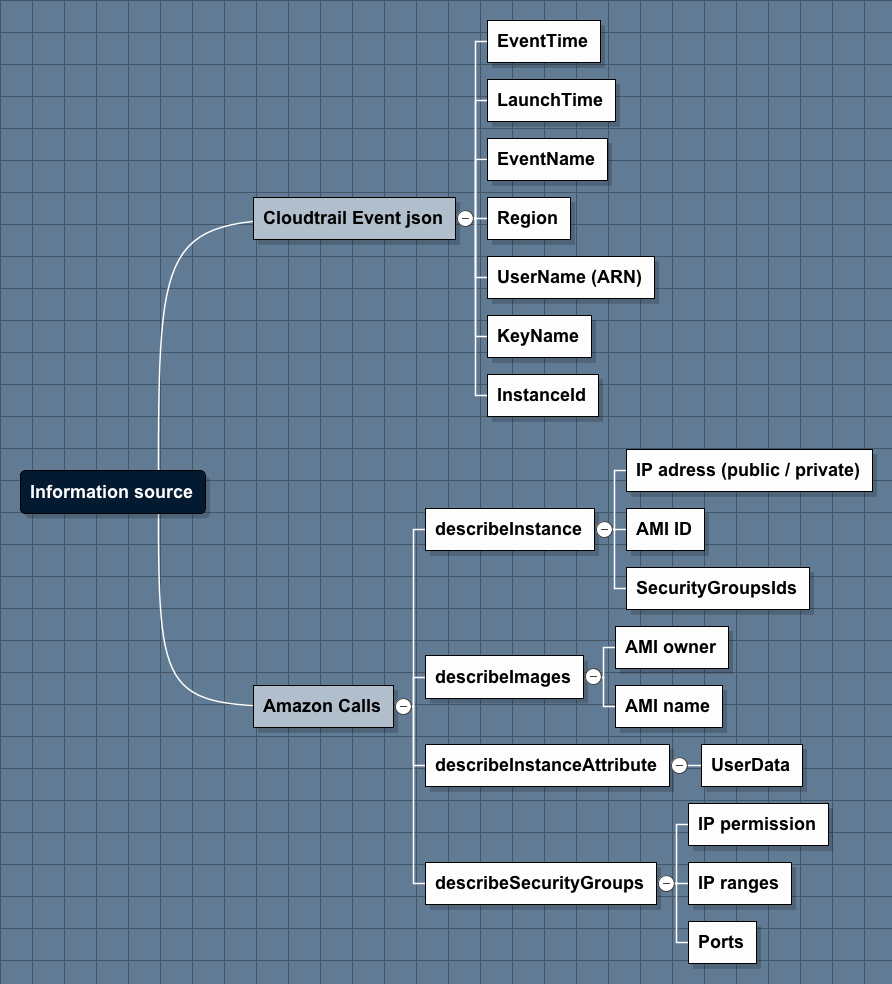 Information source
Cloudtrail Event json
EventTime
LaunchTime
EventName
Region
UserName (ARN)
KeyName
InstanceId
Amazon Calls
describeInstance
IP adress (public / private)
AMI ID
SecurityGroupsIds
describeImages
AMI owner
AMI name
describeInstanceAttribute
UserData
describeSecurityGroups
IP permission
IP ranges
Ports